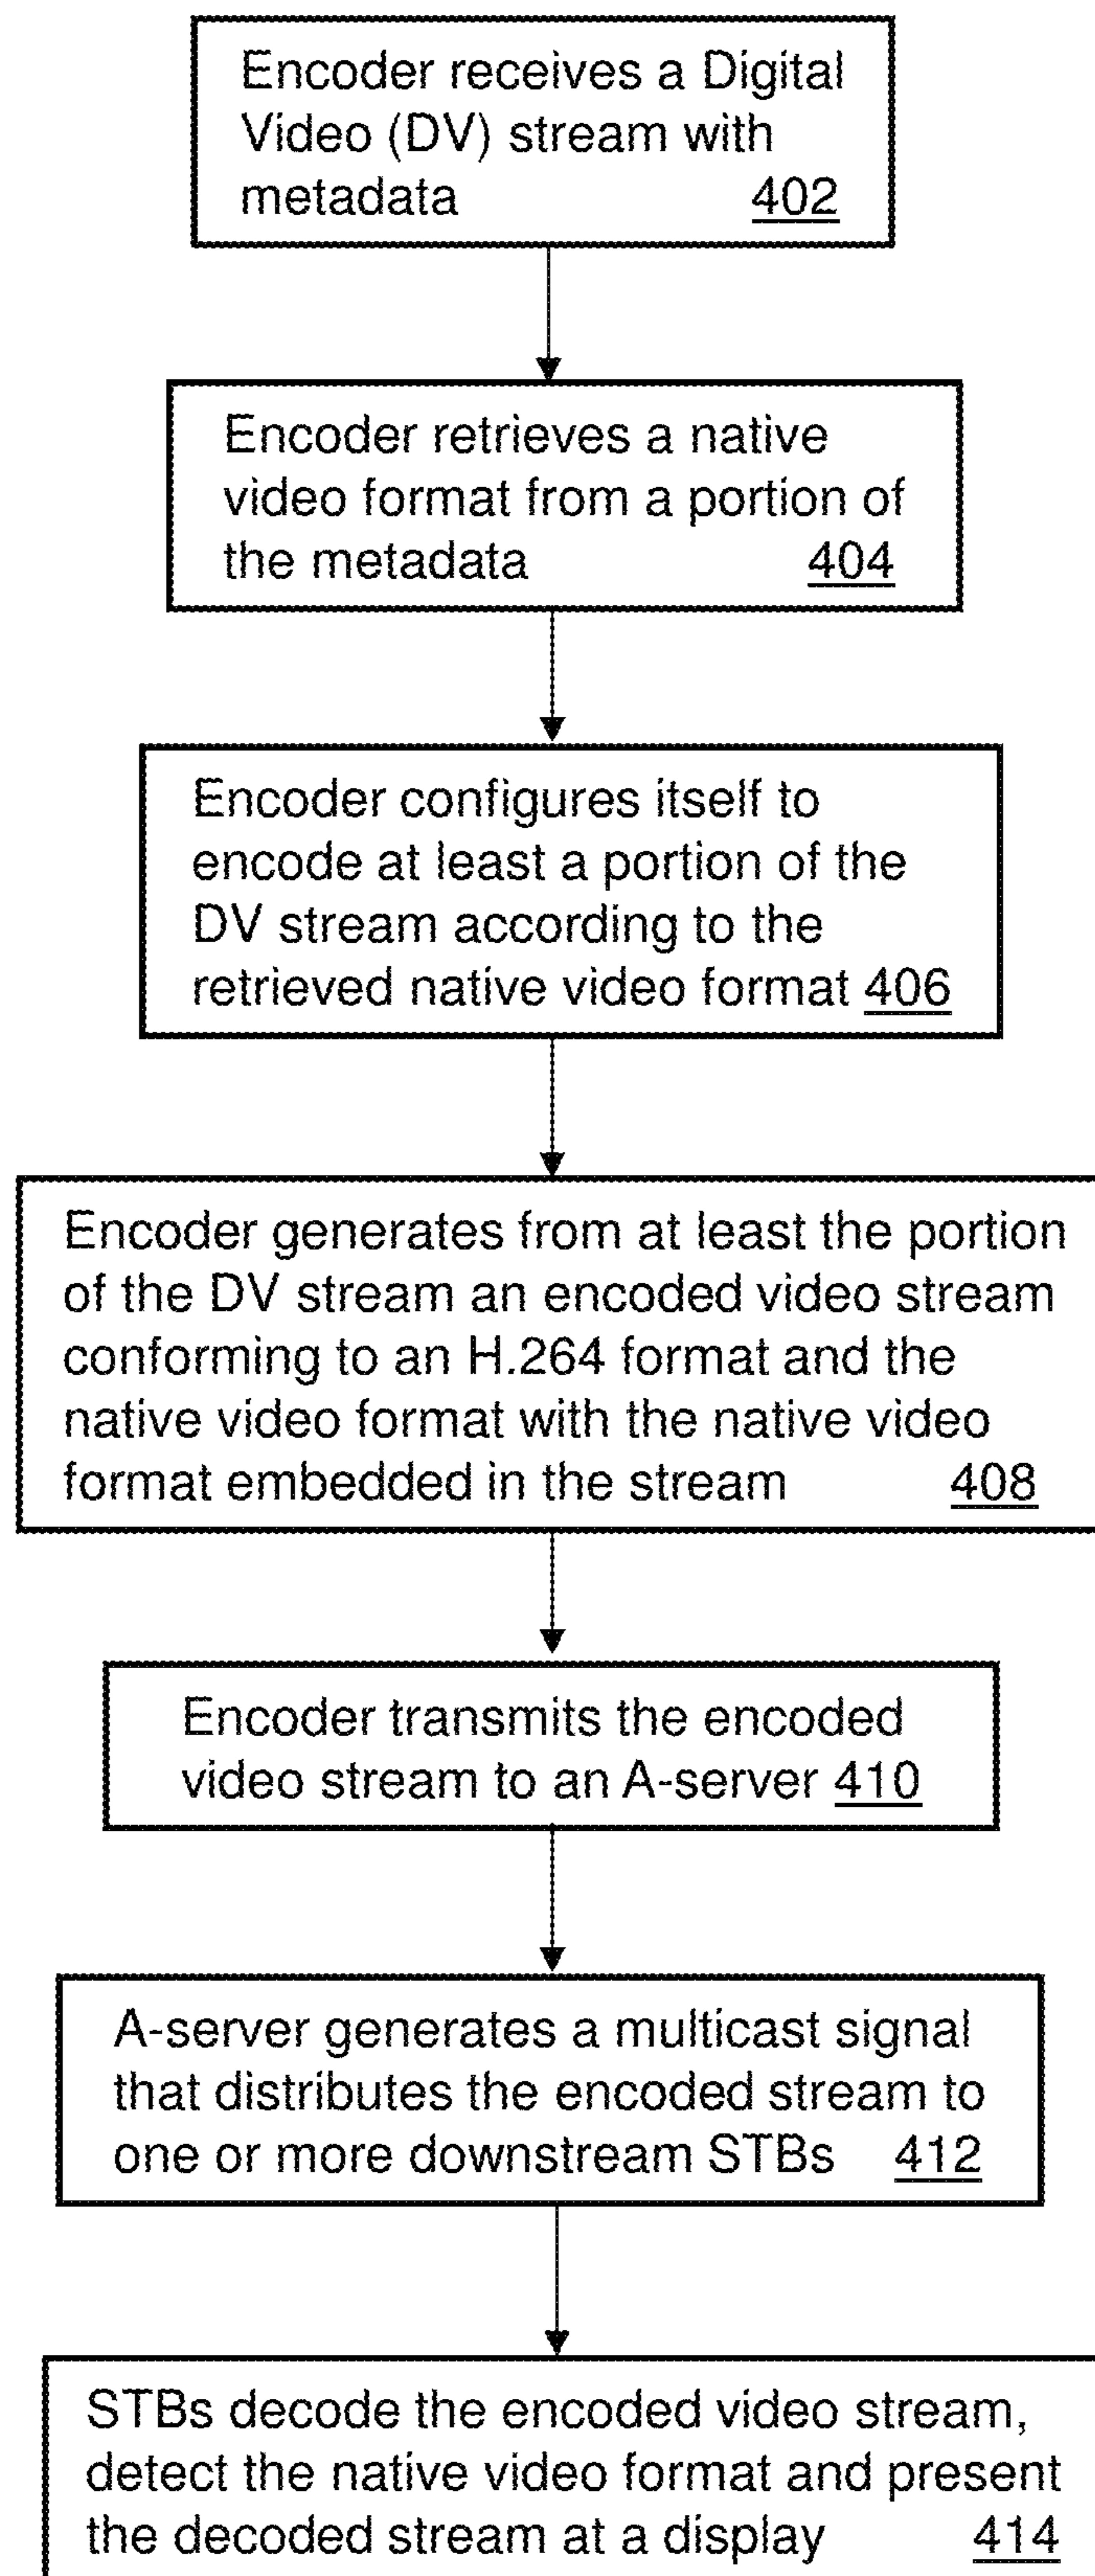 Encoder receives a Digital
Video (DV) stream with
metadata 402
Encoder retrieves a native
video format from a portion of
the metadata 404
Encoder configures itself to
encode at least a portion of the
DV stream according to the
retrieved native video format 406
Encoder generates from at least the portion
of the DV stream an encoded video stream
conforming to an H.264 format and the
native video format with the native video
format embedded in the stream 408
Encoder transmits the encoded
video stream to an A-server 410
A-server generates a multicast signal
that distributes the encoded stream to
one or more downstream STBs 412
STBs decode the encoded video stream,
detect the native video format and present
the decoded stream at a display 414